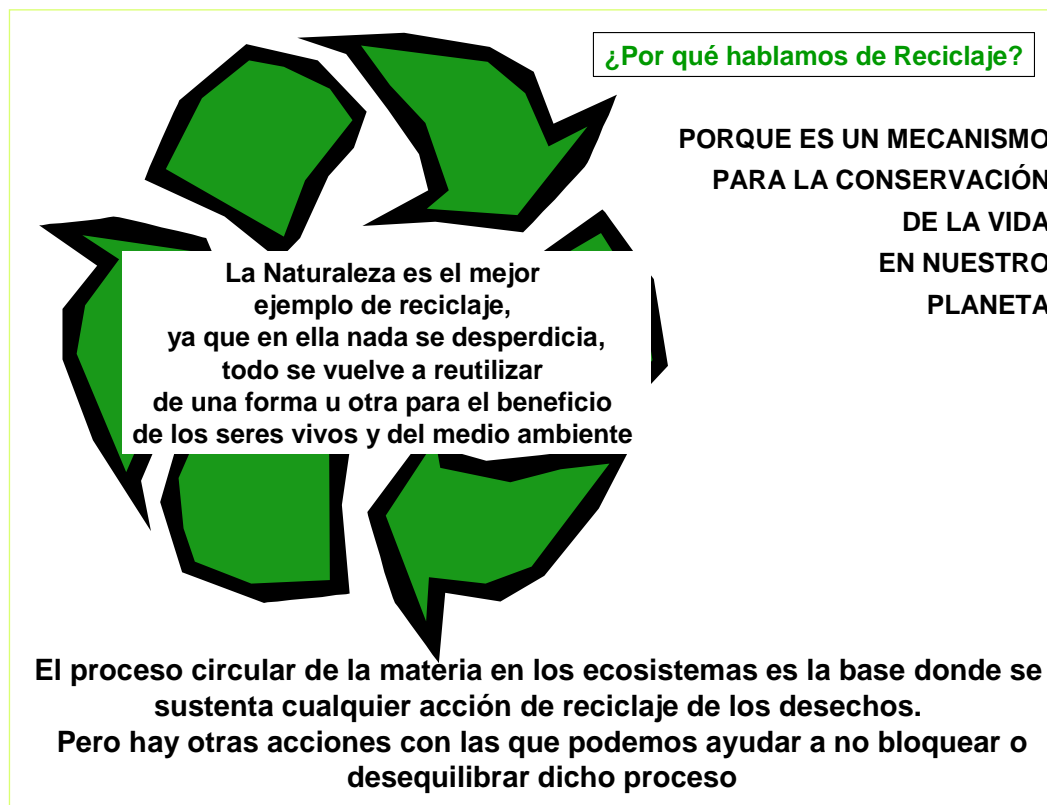 ¿Por qué hablamos de Reciclaje?
PORQUE ES UN MECANISMO
PARA LA CONSERVACIÓN
DE LA VIDA
EN NUESTRO
PLANETA
La Naturaleza es el mejor
ejemplo de reciclaje,
ya que en ella nada se desperdicia,
todo se vuelve a reutilizar
de una forma u otra para el beneficio
de los seres vivos y del medio ambiente
El proceso circular de la materia en los ecosistemas es la base donde se
sustenta cualquier acción de reciclaje de los desechos.
Pero hay otras acciones con las que podemos ayudar a no bloquear o
desequilibrar dicho proceso